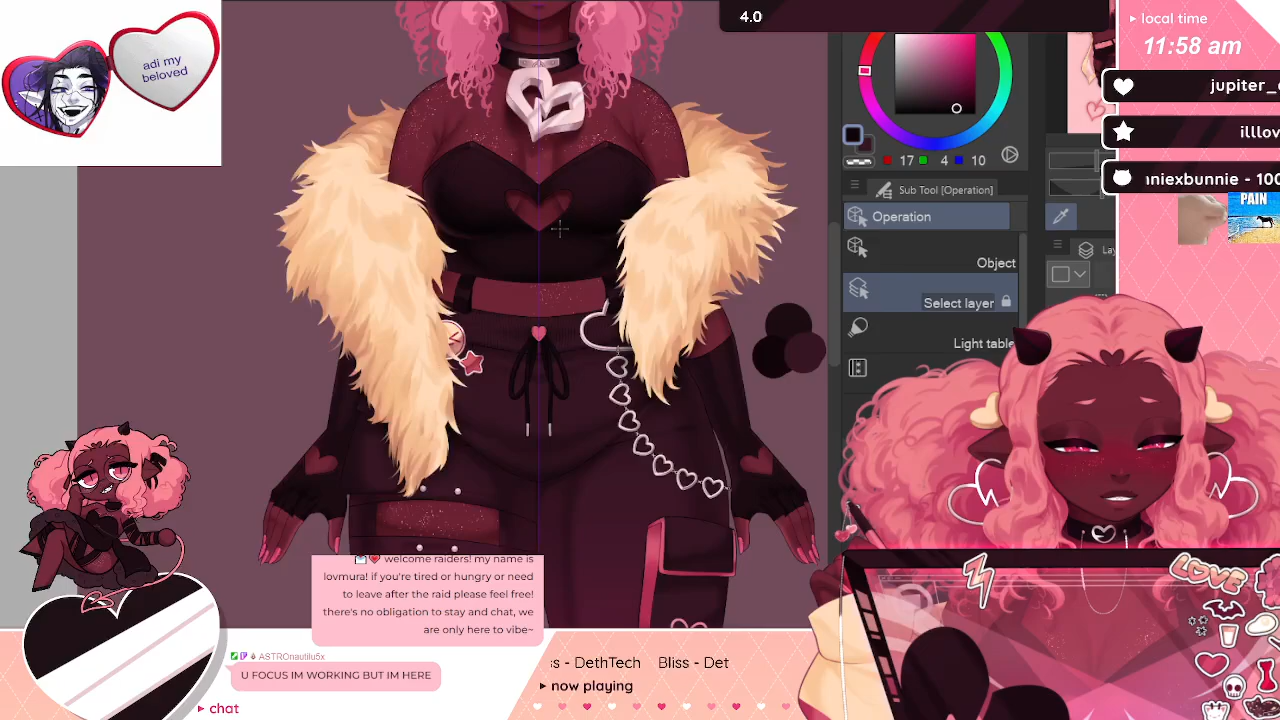 adi my
beloved
4.0
local time
11:58 am
jupiter_
illlov
nniexbunnie - 100
PAIN
17 4 10
Sub Tool [Operation]
Operation
Object
Select layer
Light table
Lay
welcome raiders! my name is
lovmura! if you're tired or hungry or need
to leave after the raid please feel free!
there's no obligation to stay and chat, we
are only here to vibe~
ASTROnautilu5x
U FOCUS IM WORKING BUT IM HERE
chat
ss - DethTech Bliss - Det
now playing
LOVE